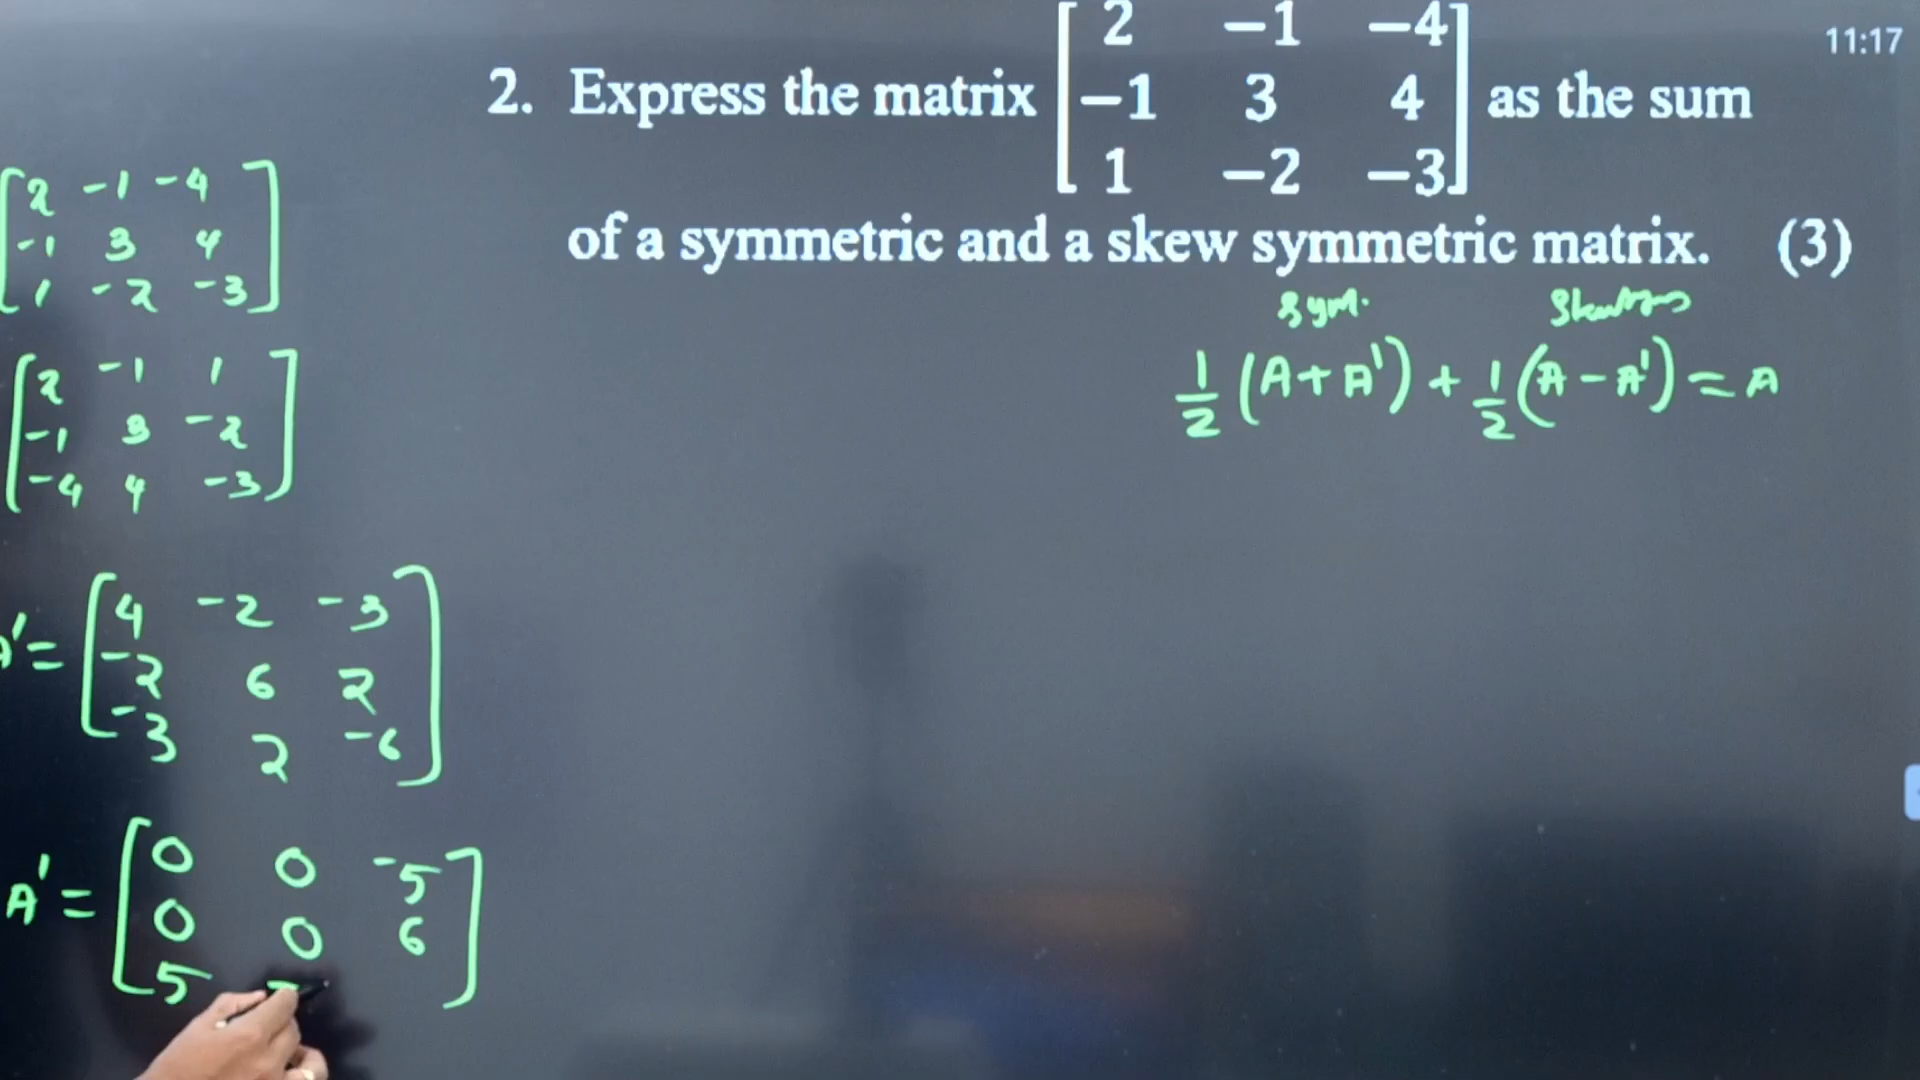 11:17
2. Express the matrix
2 −1 −4
−1 3 4
1 −2 −3
as the sum
of a symmetric and a skew symmetric matrix. (3)
2 -1 -4
-1 3 4
1 -2 -3
2 -1 1
-1 3 -2
-4 4 -3
A' =
4 -2 -3
-2 6 2
-3 2 -6
A' =
0 0 -5
0 0 6
5
Sym.
1/2 (A + A') + 1/2 (A - A') = A